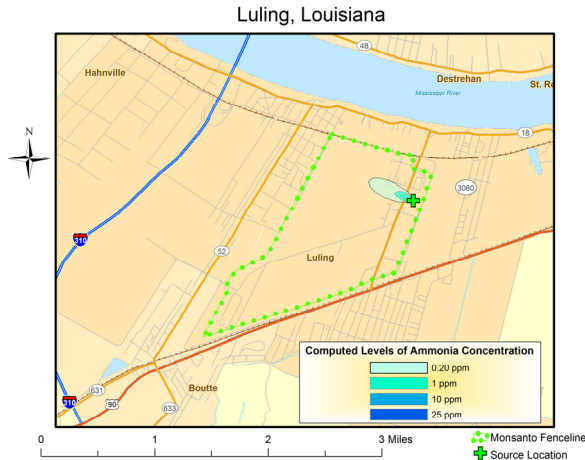 Luling, Louisiana
48
Hahnville
Destrehan
Mississippi River
St. Ro
18
N
3060
310
52
Luling
Computed Levels of Ammonia Concentration
0.20 ppm
1 ppm
10 ppm
25 ppm
Boutte
631
310
90
633
0 1 2 3 Miles
Monsanto Fenceline
Source Location